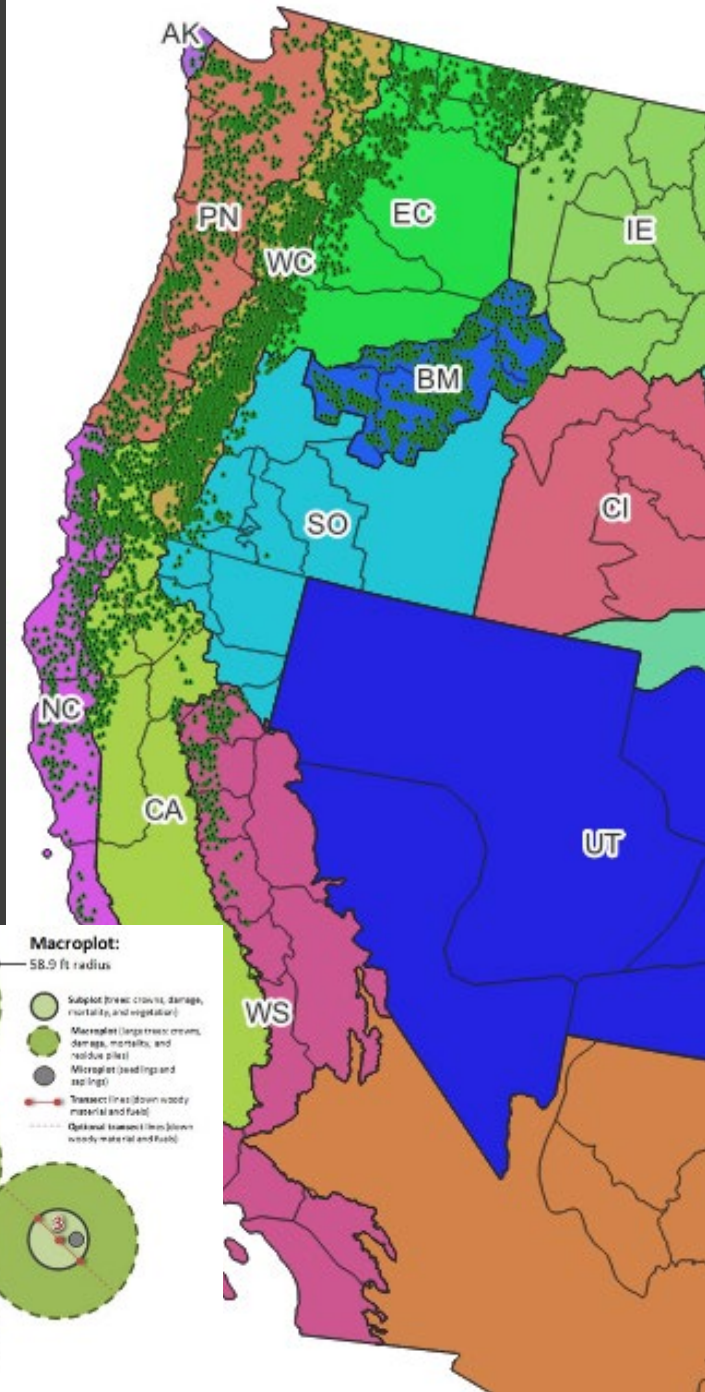 AK
PN
EC
WC
IE
BM
SO
CI
NC
CA
UT
WS
Macroplot:
58.9 ft radius
Subplot (trees: crowns, damage,
mortality, and vegetation)
Macroplot (large trees: crowns,
damage, mortality, and
residue piles)
Microplot (seedlings and
saplings)
Transect lines (down woody
material and fuels)
Optional transect lines (down
woody material and fuels)
3